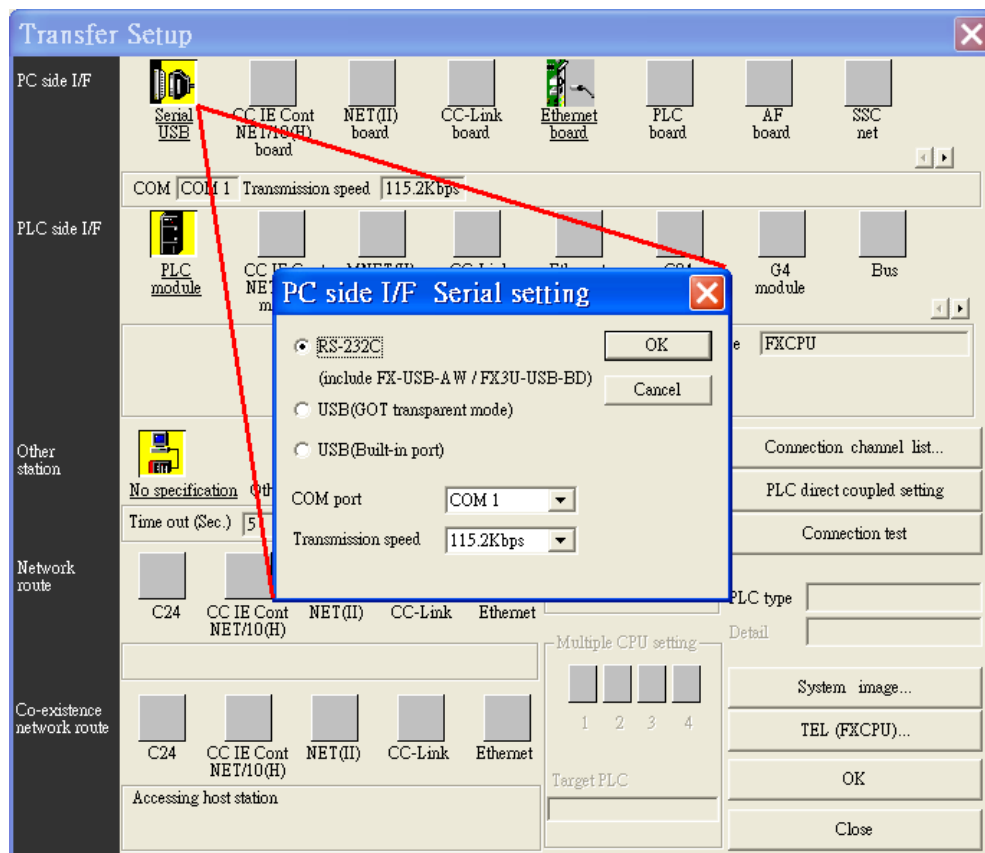 Transfer Setup
PC side I/F
Serial USB
CC IE Cont NET/10(H) board
NET(II) board
CC-Link board
Ethernet board
PLC board
AF board
SSC net
COM COM 1 Transmission speed 115.2Kbps
PLC side I/F
PLC module
G4 module
Bus
FXCPU
PC side I/F Serial setting
RS-232C
(include FX-USB-AW / FX3U-USB-BD)
USB(GOT transparent mode)
USB(Built-in port)
COM port COM 1
Transmission speed 115.2Kbps
OK
Cancel
Other station
No specification
Time out (Sec.) 5
Connection channel list...
PLC direct coupled setting
Connection test
PLC type
Detail
System image...
TEL (FXCPU)...
OK
Close
Network route
C24
CC IE Cont NET/10(H)
NET(II)
CC-Link
Ethernet
Multiple CPU setting
1 2 3 4
Target PLC
Co-existence network route
C24
CC IE Cont NET/10(H)
NET(II)
CC-Link
Ethernet
Accessing host station